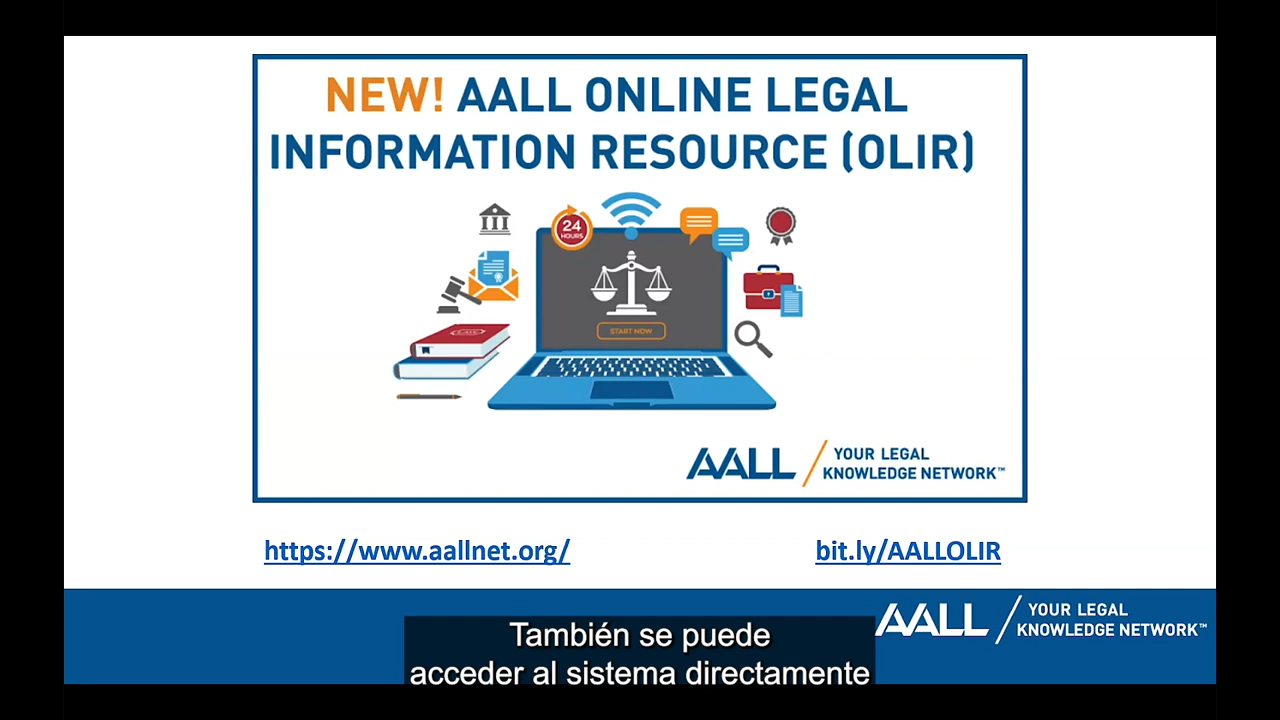 NEW! AALL ONLINE LEGAL
INFORMATION RESOURCE (OLIR)
24
HOURS
START NOW
LAW
AALL
YOUR LEGAL
KNOWLEDGE NETWORK™
https://www.aallnet.org/
bit.ly/AALLOLIR
AALL
YOUR LEGAL
KNOWLEDGE NETWORK™
También se puede
acceder al sistema directamente